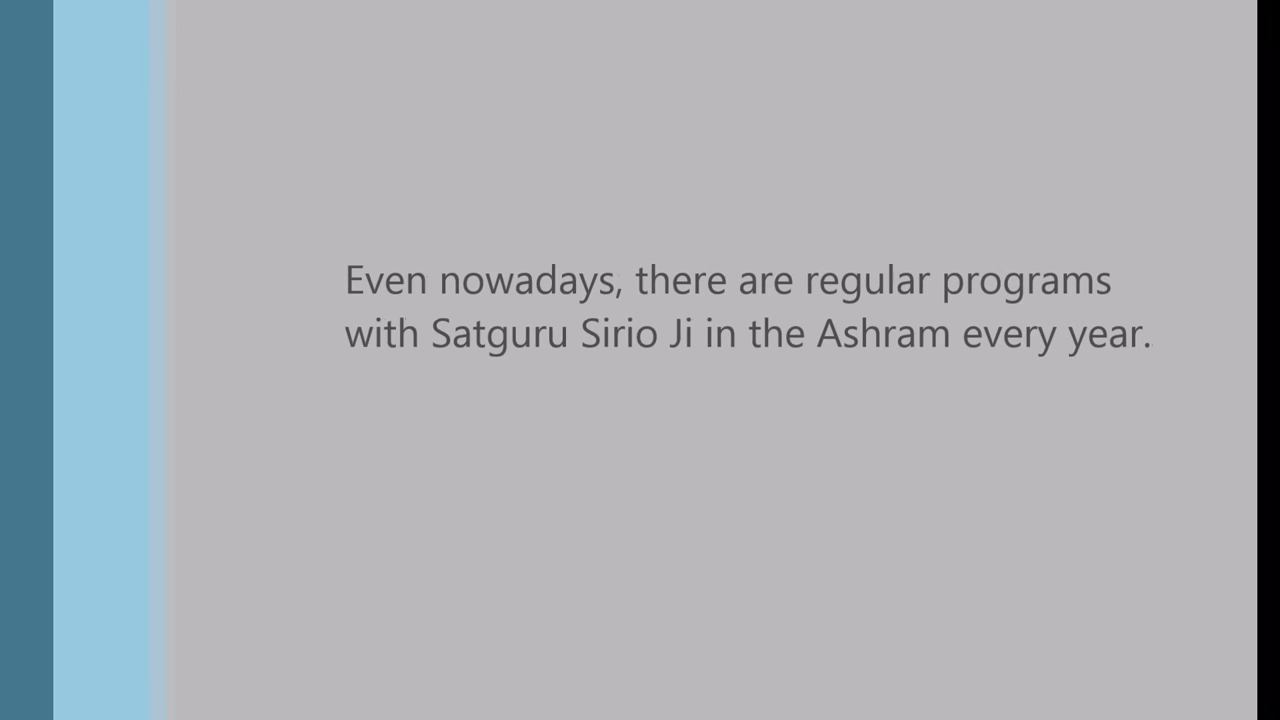 Even nowadays, there are regular programs
with Satguru Sirio Ji in the Ashram every year.